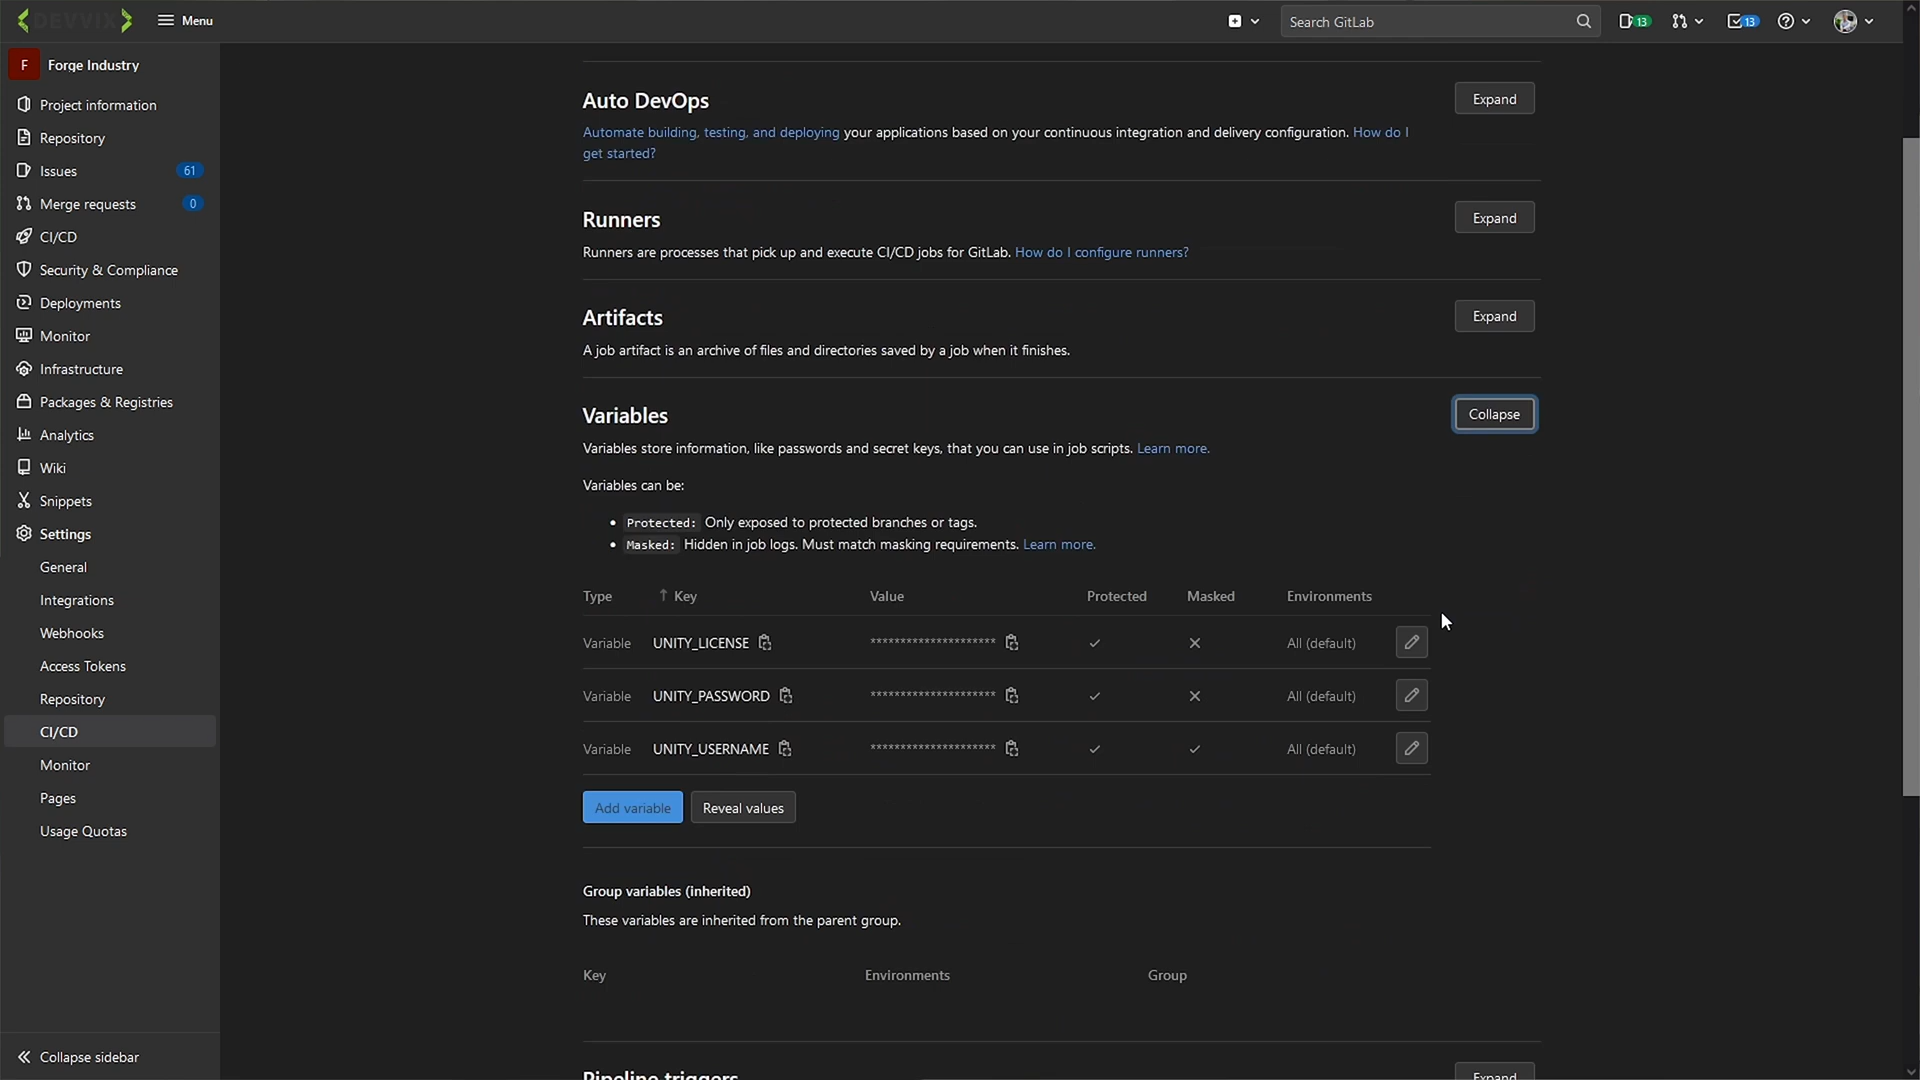 DEVVIX
Menu
Search GitLab
13
13
F Forge Industry
Project information
Repository
Issues 61
Merge requests 0
CI/CD
Security & Compliance
Deployments
Monitor
Infrastructure
Packages & Registries
Analytics
Wiki
Snippets
Settings
General
Integrations
Webhooks
Access Tokens
Repository
CI/CD
Monitor
Pages
Usage Quotas
Collapse sidebar
Auto DevOps
Expand
Automate building, testing, and deploying your applications based on your continuous integration and delivery configuration. How do I
get started?
Runners
Expand
Runners are processes that pick up and execute CI/CD jobs for GitLab. How do I configure runners?
Artifacts
Expand
A job artifact is an archive of files and directories saved by a job when it finishes.
Variables
Collapse
Variables store information, like passwords and secret keys, that you can use in job scripts. Learn more.
Variables can be:
• Protected: Only exposed to protected branches or tags.
• Masked: Hidden in job logs. Must match masking requirements. Learn more.
Type ↑ Key Value Protected Masked Environments
Variable UNITY_LICENSE ********************* ✓ ✕ All (default)
Variable UNITY_PASSWORD ********************* ✓ ✕ All (default)
Variable UNITY_USERNAME ********************* ✓ ✓ All (default)
Add variable Reveal values
Group variables (inherited)
These variables are inherited from the parent group.
Key Environments Group
Pipeline triggers
Expand